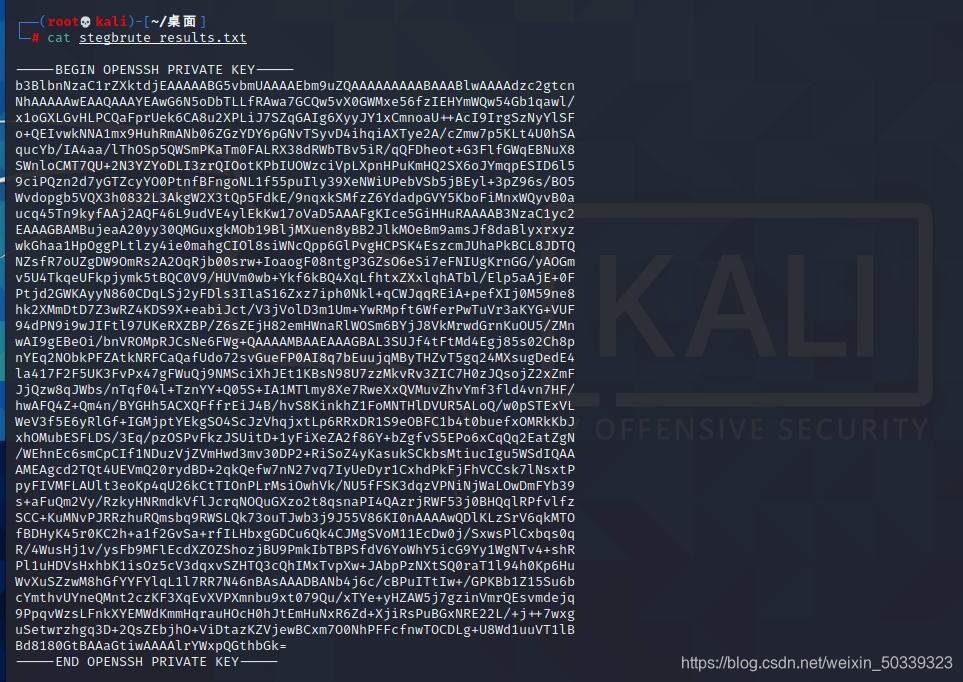 ┌──(root💀kali)-[~/桌面]
└─# cat stegbrute_results.txt
-----BEGIN OPENSSH PRIVATE KEY-----
b3BlbnNzaC1rZXktdjEAAAAABG5vbmUAAAAEbm9uZQAAAAAAAAABAAABlwAAAAdzc2gtcn
NhAAAAAwEAAQAAAYEAwG6N5oDbTLLfRAwa7GCQw5vX0GWMxe56fzIEHYmWQw54Gb1qawl/
x1oGXLGvHLPCQaFprUek6CA8u2XPLiJ7SZqGAIg6XyyJY1xCmnoaU++AcI9IrgSzNyYlSF
o+QEIvwkNNA1mx9HuhRmANb06ZGzYDY6pGNvTSyvD4ihqiAXTye2A/cZmw7p5KLt4U0hSA
qucYb/IA4aa/lThOSp5QWSmPKaTm0FALRX38dRWbTBv5iR/qQFDheot+G3FlfGWqEBNuX8
SWnloCMT7QU+2N3YZYoDLI3zrQIOotKPbIUOWzciVpLXpnHPuKmHQ2SX6oJYmqpESID6l5
9ciPQzn2d7yGTZcyYO0PtnfBFngoNL1f55puIly39XeNWiUPebVSb5jBEyl+3pZ96s/BO5
Wvdopgb5VQX3h0832L3AkgW2X3tQp5FdkE/9nqxkSMfzZ6YdadpGVY5KboFiMnxWQyvB0a
ucq45Tn9kyfAAj2AQF46L9udVE4ylEkKw17oVaD5AAAFgKIce5GiHHuRAAAAB3NzaC1yc2
EAAAGBAMBujeaA20yy30QMGuxgkMOb19BljMXuen8yBB2JlkMOeBm9amsJf8daBlyxrxyz
wkGhaa1HpOggPLtlzy4ie0mahgCIOl8siWNcQpp6GlPvgHCPSK4EszcmJUhaPkBCL8JDTQ
NZsfR7oUZgDW9OmRs2A2OqRjb00srw+IoaogF08ntgP3GZsO6eSi7eFNIUgKrnGG/yAOGm
v5U4TkqeUFkpjymk5tBQC0V9/HUVm0wb+Ykf6kBQ4XqLfhtxZXxlqhATbl/Elp5aAjE+0F
Ptjd2GWKAyyN860CDqLSj2yFDls3IlaS16Zxz7iph0Nkl+qCWJqqREiA+pefXIj0M59ne8
hk2XMmDtD7Z3wRZ4KDS9X+eabiJct/V3jVolD3m1Um+YwRMpft6WferPwTuVr3aKYG+VUF
94dPN9i9wJIFtl97UKeRXZBP/Z6sZEjH82emHWnaRlWOSm6BYjJ8VkMrwdGrnKuOU5/ZMn
wAI9gEBeOi/bnVROMpRJCsNe6FWg+QAAAAMBAAEAAAGBAL3SUJf4tFtMd4Egj85s02Ch8p
nYEq2NObkPFZAtkNRFCaQafUdo72svGueFP0AI8q7bEuujqMByTHZvT5gq24MXsugDedE4
la417F2F5UK3FvPx47gFWuQj9NMSciXhJEt1KBsN98U7zzMkvRv3ZIC7H0zJQsojZ2xZmF
JjQzw8qJWbs/nTqf04l+TznYY+Q05S+IA1MTlmy8Xe7RweXxQVMuvZhvYmf3fld4vn7HF/
hwAFQ4Z+Qm4n/BYGHh5ACXQFffrEiJ4B/hvS8KinkhZ1FoMNTHlDVUR5ALoQ/w0pSTExVL
WeV3f5E6yRlGf+IGMjptYEkgSO4ScJzVhqjxtLp6RRxDR1S9eOBFC1b4t0buefxOMRkKbJ
xhOMubESFLDS/3Eq/pzOSPvFkzJSUitD+1yFiXeZA2f86Y+bZgfvS5EPo6xCqQq2EatZgN
/WEhnEc6smCpCIf1NDuzVjZVmHwd3mv30DP2+RiSoZ4yKasukSCkbsMtiucIgu5WSdIQAA
AMEAgcd2TQt4UEVmQ20rydBD+2qkQefw7nN27vq7IyUeDyr1CxhdPkFjFhVCCsk7lNsxtP
pyFIVMFLAUlt3eoKp4qU26kCtTIOnPLrMsiOwhVk/NU5fFSK3dqzVPNiNjWaLOwDmFYb39
s+aFuQm2Vy/RzkyHNRmdkVflJcrqNOQuGXzo2t8qsnaPI4QAzrjRWF53j0BHQqlRPfvlfz
SCC+KuMNvPJRRzhuRQmsbq9RWSLQk73ouTJwb3j9J55V86KI0nAAAAwQDlKLzSrV6qkMTO
fBDHyK45r0KC2h+a1f2GvSa+rfILHbxgGDCu6Qk4CJMgSVoM11EcDw0j/SxwsPlCxbqs0q
R/4WusHj1v/ysFb9MFlEcdXZOZShozjBU9PmkIbTBPSfdV6YoWhY5icG9Yy1WgNTv4+shR
Pl1uHDVsHxhbK1isOz5cV3dqxvSZHTQ3cQhIMxTvpXw+JAbpPzNXtSQ0raT1l94h0Kp6Hu
WvXuSZzwM8hGfYYFYlqL1l7RR7N46nBAsAAADBANb4j6c/cBPuITtIw+/GPKBb1Z15Su6b
cYmthvUYneQMnt2czKF3XqEvXVPXmnbu9xt079Qu/xTYe+yHZAW5j7gzinVmrQEsvmdejq
9PpqvWzsLFnkXYEMWdKmmHqrauHOcH0hJtEmHuNxR6Zd+XjiRsPuBGxNRE22L/+j++7wxg
uSetwrzhgq3D+2QsZEbjhO+ViDtazKZVjewBCxm7O0NhPFFcfnwTOCDLg+U8Wd1uuVT1lB
Bd8180GtBAAaGtiwAAAAlrYWxpQGthbGk=
-----END OPENSSH PRIVATE KEY-----
KALI
BY OFFENSIVE SECURITY
https://blog.csdn.net/weixin_50339323